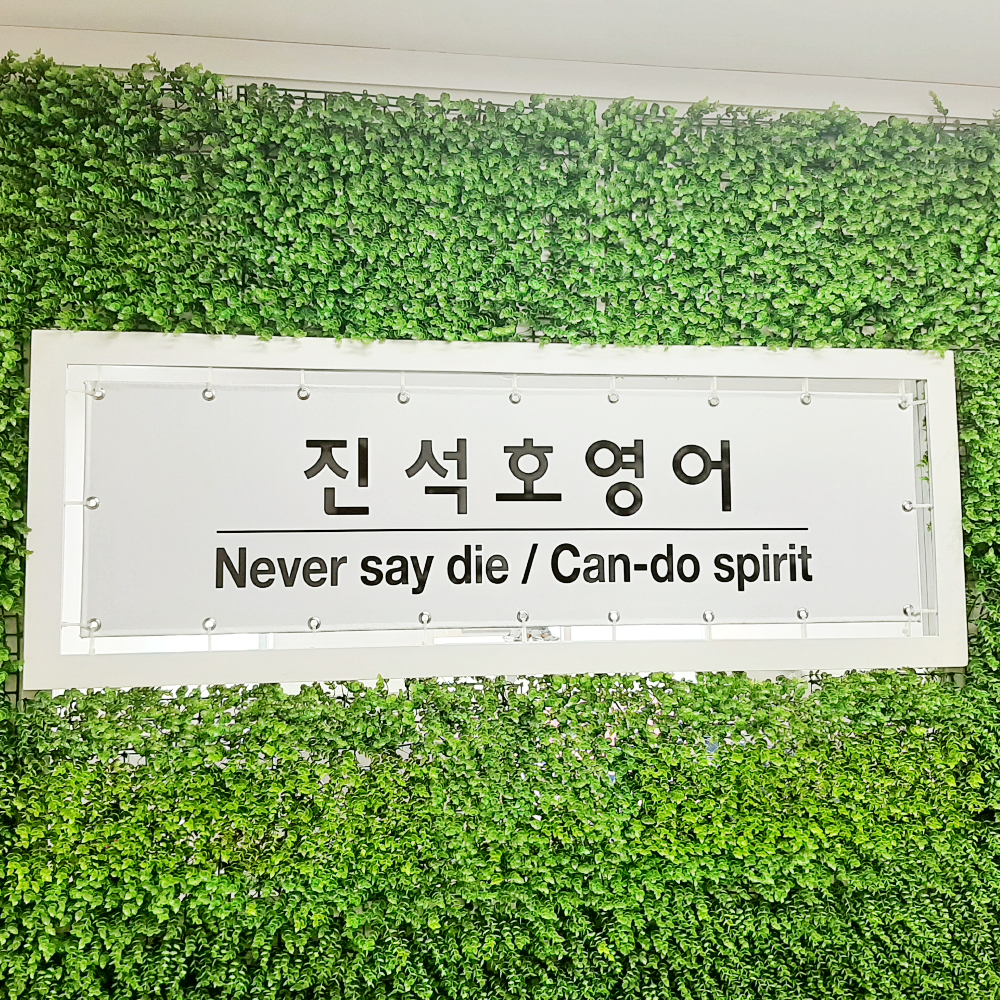 진석호영어
Never say die / Can-do spirit